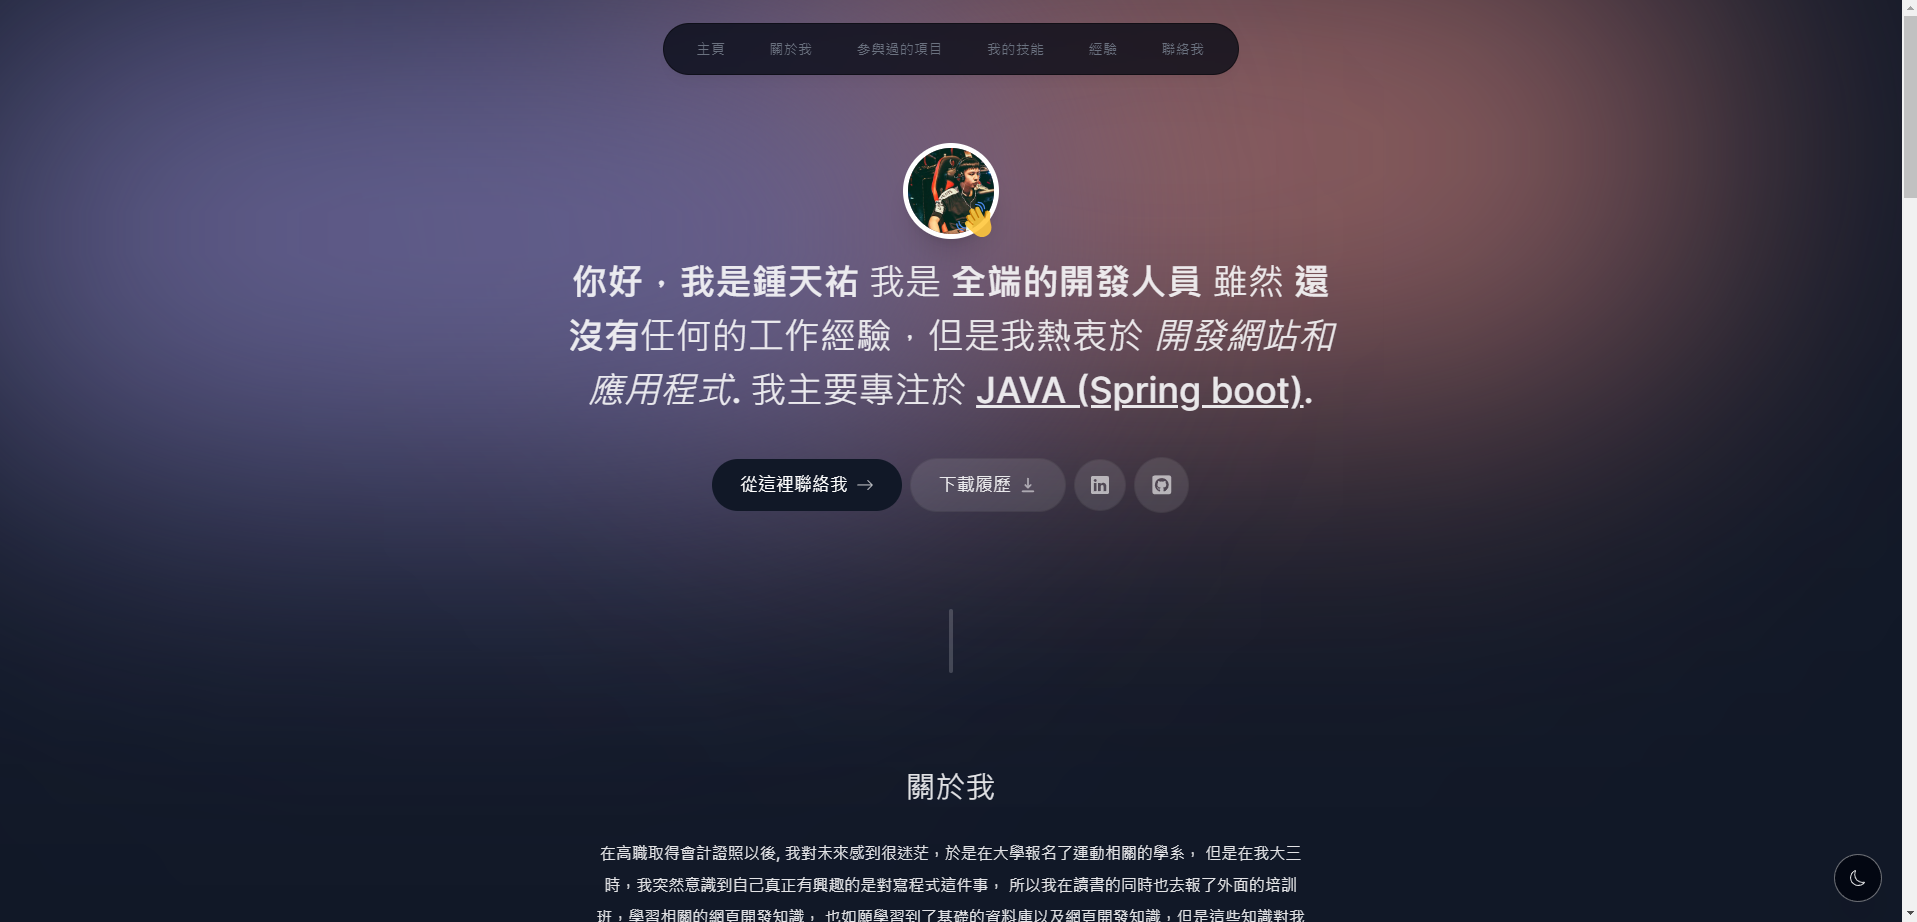 主頁 關於我 參與過的項目 我的技能 經驗 聯絡我
你好，我是鍾天祐 我是 全端的開發人員 雖然 還
沒有任何的工作經驗，但是我熱衷於 開發網站和
應用程式. 我主要專注於 JAVA (Spring boot).
從這裡聯絡我 下載履歷 in
關於我
在高職取得會計證照以後, 我對未來感到很迷茫，於是在大學報名了運動相關的學系， 但是在我大三
時，我突然意識到自己真正有興趣的是對寫程式這件事， 所以我在讀書的同時也去報了外面的培訓
班，學習相關的網頁開發知識， 也如願學習到了基礎的資料庫以及網頁開發知識，但是這些知識對我